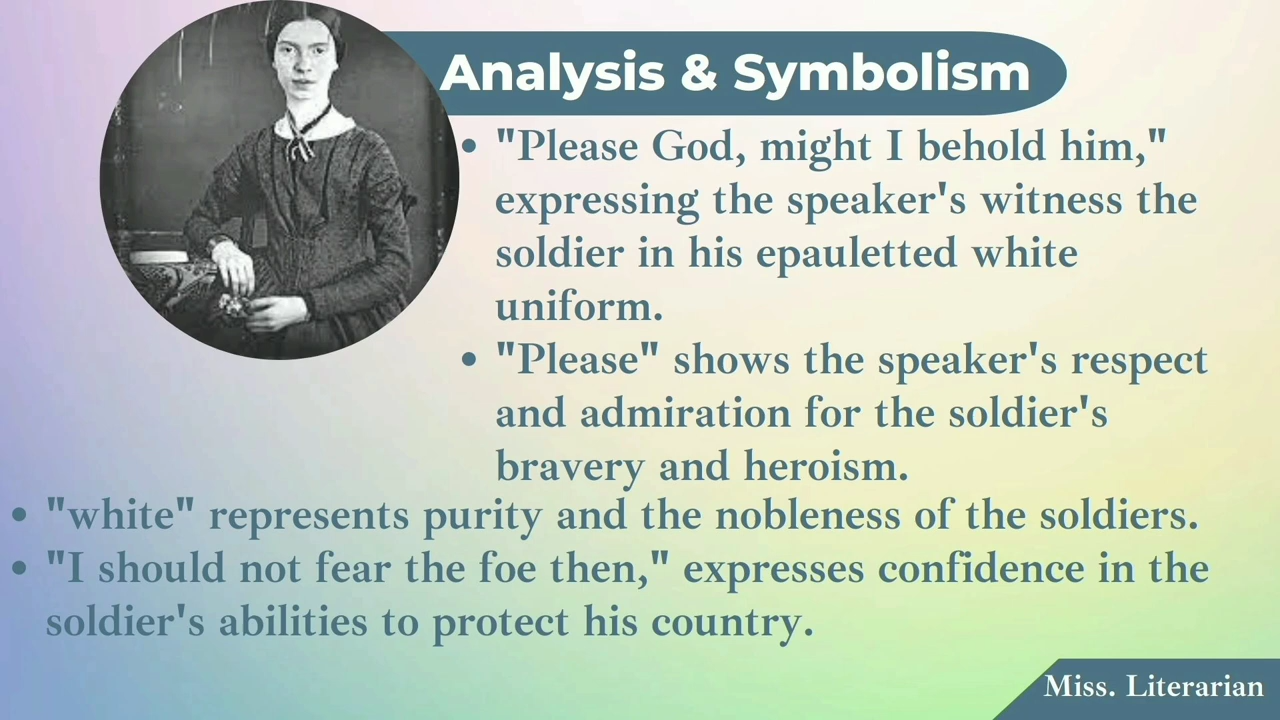 Analysis & Symbolism
• "Please God, might I behold him,"
expressing the speaker's witness the
soldier in his epauletted white
uniform.
• "Please" shows the speaker's respect
and admiration for the soldier's
bravery and heroism.
• "white" represents purity and the nobleness of the soldiers.
• "I should not fear the foe then," expresses confidence in the
soldier's abilities to protect his country.
Miss. Literarian